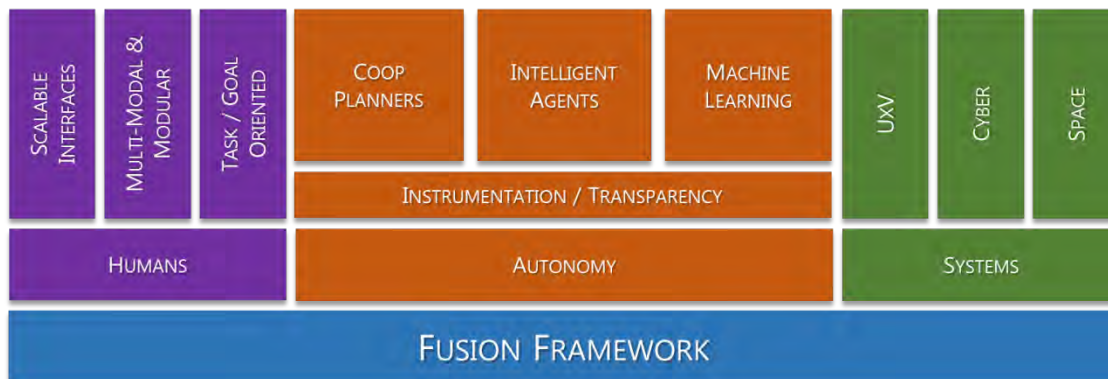 SCALABLE
INTERFACES
MULTI-MODAL &
MODULAR
TASK / GOAL
ORIENTED
COOP
PLANNERS
INTELLIGENT
AGENTS
MACHINE
LEARNING
UXV
CYBER
SPACE
INSTRUMENTATION / TRANSPARENCY
HUMANS
AUTONOMY
SYSTEMS
FUSION FRAMEWORK